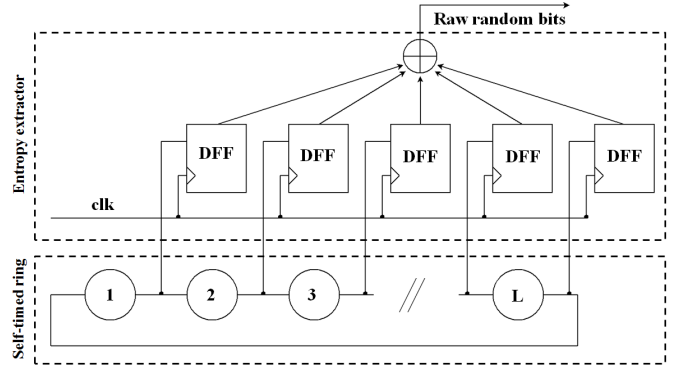 Raw random bits
Entropy extractor
DFF
DFF
DFF
DFF
DFF
clk
Self-timed ring
1
2
3
L